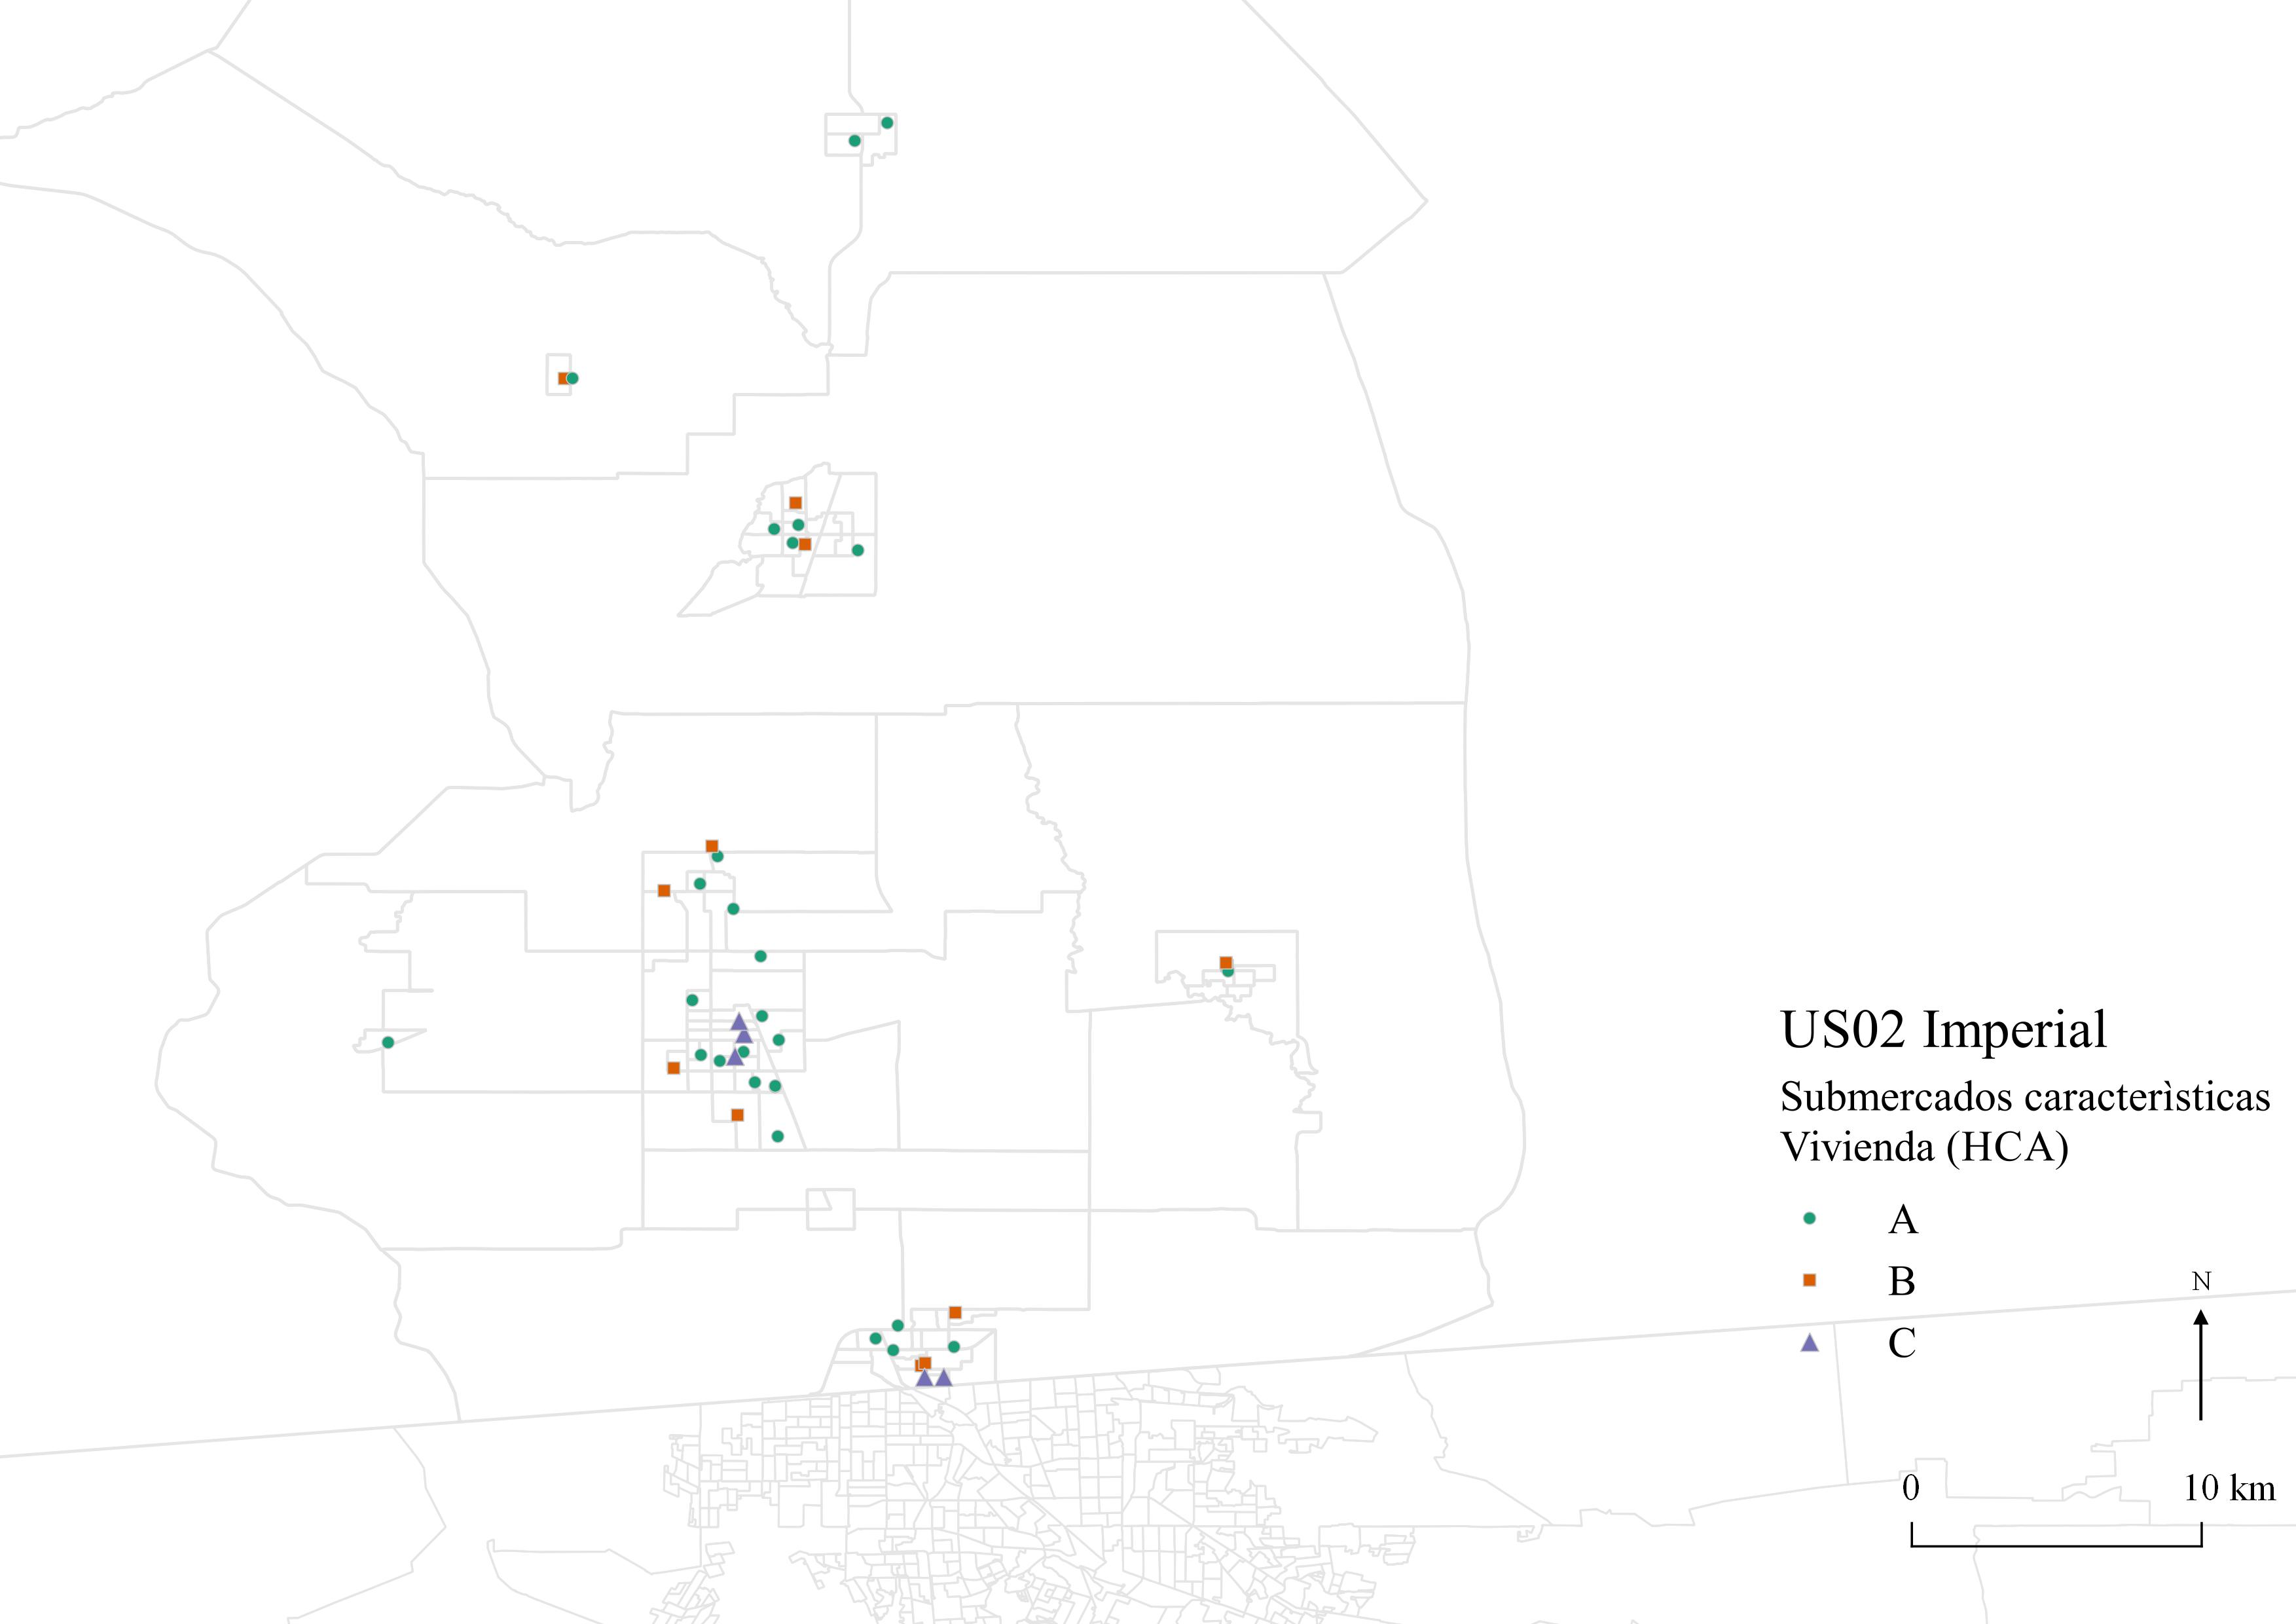 US02 Imperial
Submercados caracterìsticas
Vivienda (HCA)
A
B
C
N
0 10 km